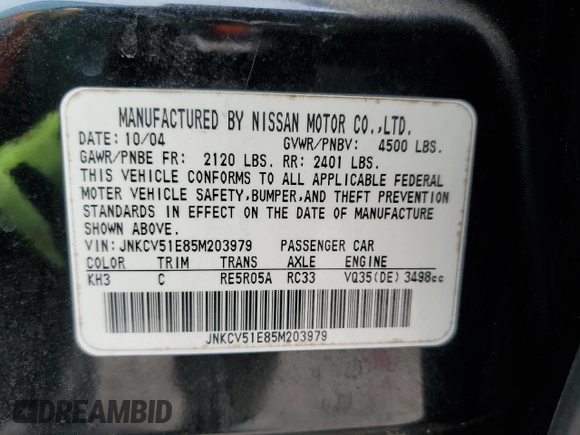 MANUFACTURED BY NISSAN MOTOR CO.,LTD.
DATE: 10/04 GVWR/PNBV: 4500 LBS.
GAWR/PNBE FR: 2120 LBS. RR: 2401 LBS.
THIS VEHICLE CONFORMS TO ALL APPLICABLE FEDERAL
MOTOR VEHICLE SAFETY,BUMPER,AND THEFT PREVENTION
STANDARDS IN EFFECT ON THE DATE OF MANUFACTURE
SHOWN ABOVE.
VIN: JNKCV51E85M203979 PASSENGER CAR
COLOR TRIM TRANS AXLE ENGINE
KH3 C RE5R05A RC33 VQ35(DE) 3498cc
JNKCV51E85M203979
DREAMBID